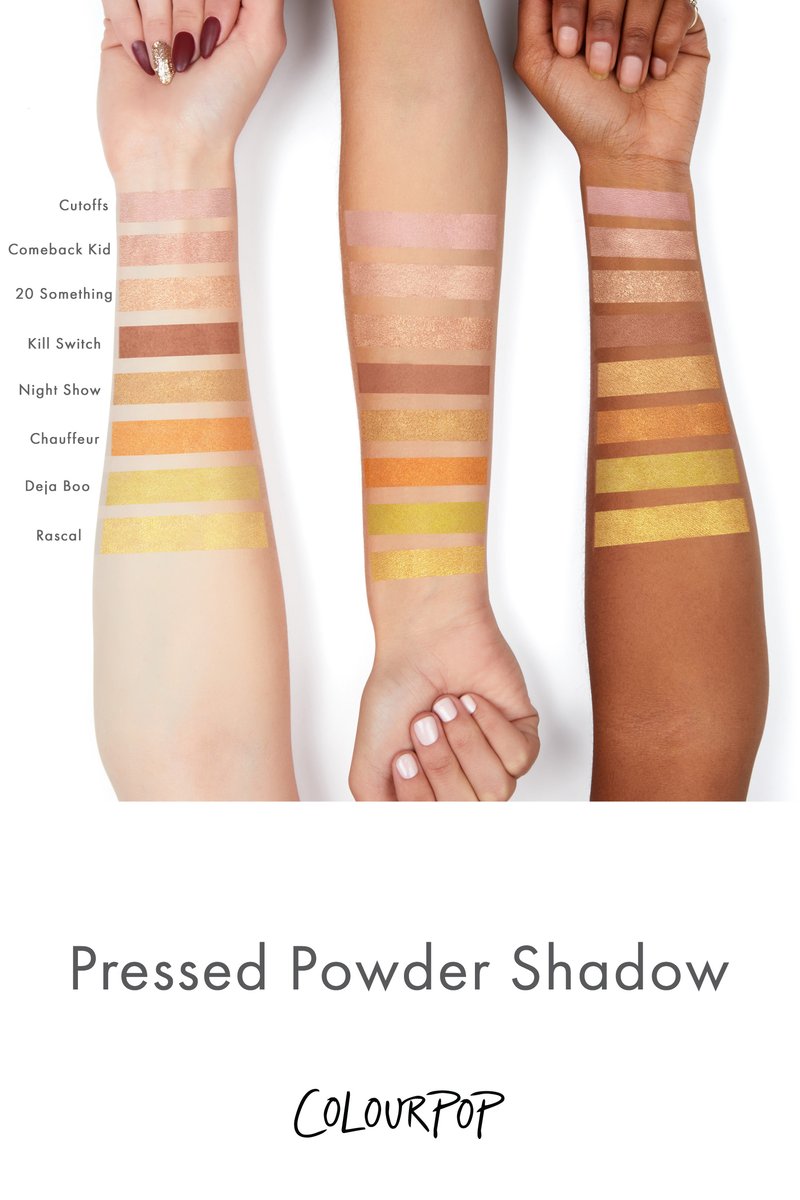 Cutoffs
Comeback Kid
20 Something
Kill Switch
Night Show
Chauffeur
Deja Boo
Rascal
Pressed Powder Shadow
COLOURPOP